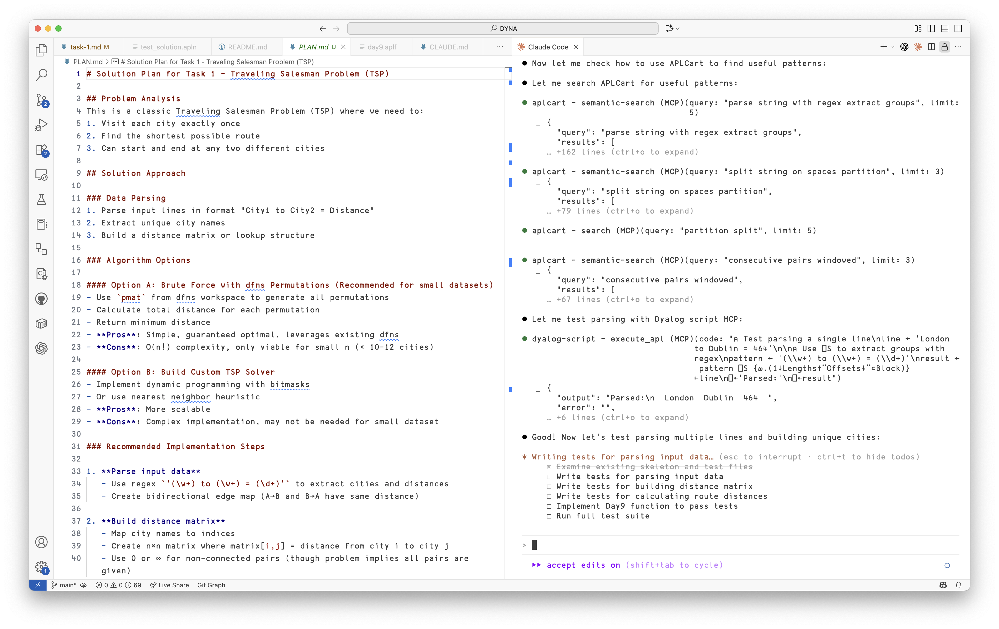 DYNA
task-1.md M
test_solution.apln
README.md
PLAN.md U
day9.aplf
CLAUDE.md
PLAN.md > # Solution Plan for Task 1 - Traveling Salesman Problem (TSP)
1 # Solution Plan for Task 1 - Traveling Salesman Problem (TSP)
2
3 ## Problem Analysis
4 This is a classic Traveling Salesman Problem (TSP) where we need to:
5 1. Visit each city exactly once
6 2. Find the shortest possible route
7 3. Can start and end at any two different cities
8
9 ## Solution Approach
10
11 ### Data Parsing
12 1. Parse input lines in format "City1 to City2 = Distance"
13 2. Extract unique city names
14 3. Build a distance matrix or lookup structure
15
16 ### Algorithm Options
17
18 #### Option A: Brute Force with dfns Permutations (Recommended for small datasets)
19 - Use `pmat` from dfns workspace to generate all permutations
20 - Calculate total distance for each permutation
21 - Return minimum distance
22 - **Pros**: Simple, guaranteed optimal, leverages existing dfns
23 - **Cons**: O(n!) complexity, only viable for small n (< 10-12 cities)
24
25 #### Option B: Build Custom TSP Solver
26 - Implement dynamic programming with bitmasks
27 - Or use nearest neighbor heuristic
28 - **Pros**: More scalable
29 - **Cons**: Complex implementation, may not be needed for small dataset
30
31 ### Recommended Implementation Steps
32
33 1. **Parse input data**
34 - Use regex `'(\w+) to (\w+) = (\d+)'` to extract cities and distances
35 - Create bidirectional edge map (A→B and B→A have same distance)
36
37 2. **Build distance matrix**
38 - Map city names to indices
39 - Create n×n matrix where matrix[i,j] = distance from city i to city j
40 - Use 0 or ∞ for non-connected pairs (though problem implies all pairs are
given)
2
2
1
Claude Code
● Now let me check how to use APLCart to find useful patterns:
● Let me search APLCart for useful patterns:
● aplcart - semantic-search (MCP)(query: "parse string with regex extract groups", limit:
5)
⎿ {
"query": "parse string with regex extract groups",
"results": [
… +162 lines (ctrl+o to expand)
● aplcart - semantic-search (MCP)(query: "split string on spaces partition", limit: 3)
⎿ {
"query": "split string on spaces partition",
"results": [
… +79 lines (ctrl+o to expand)
● aplcart - search (MCP)(query: "partition split", limit: 5)
● aplcart - semantic-search (MCP)(query: "consecutive pairs windowed", limit: 3)
⎿ {
"query": "consecutive pairs windowed",
"results": [
… +67 lines (ctrl+o to expand)
● Let me test parsing with Dyalog script MCP:
● dyalog-script - execute_apl (MCP)(code: "⍝ Test parsing a single line\nline ← 'London
to Dublin = 464'\n\n⍝ Use ⎕S to extract groups with
regex\npattern ← '(\\w+) to (\\w+) = (\\d+)'\nresult ←
pattern ⎕S {⍵.(1↓Lengths↑¨Offsets↓¨⊂Block)}
⊢line\n⎕←'Parsed:'\n⎕←result")
⎿ {
"output": "Parsed:\n  London  Dublin  464  ",
"error": "",
… +6 lines (ctrl+o to expand)
● Good! Now let's test parsing multiple lines and building unique cities:
✶ Writing tests for parsing input data… (esc to interrupt · ctrl+t to hide todos)
⎿ ☒ Examine existing skeleton and test files
☐ Write tests for parsing input data
☐ Write tests for building distance matrix
☐ Write tests for calculating route distances
☐ Implement Day9 function to pass tests
☐ Run full test suite
>
▶▶ accept edits on (shift+tab to cycle)
main* 0 0 69 Live Share Git Graph